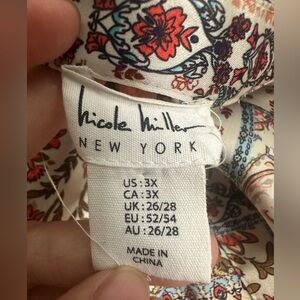 Nicole Miller
NEW YORK
US:3X
CA:3X
UK:26/28
EU:52/54
AU:26/28
MADE IN
CHINA